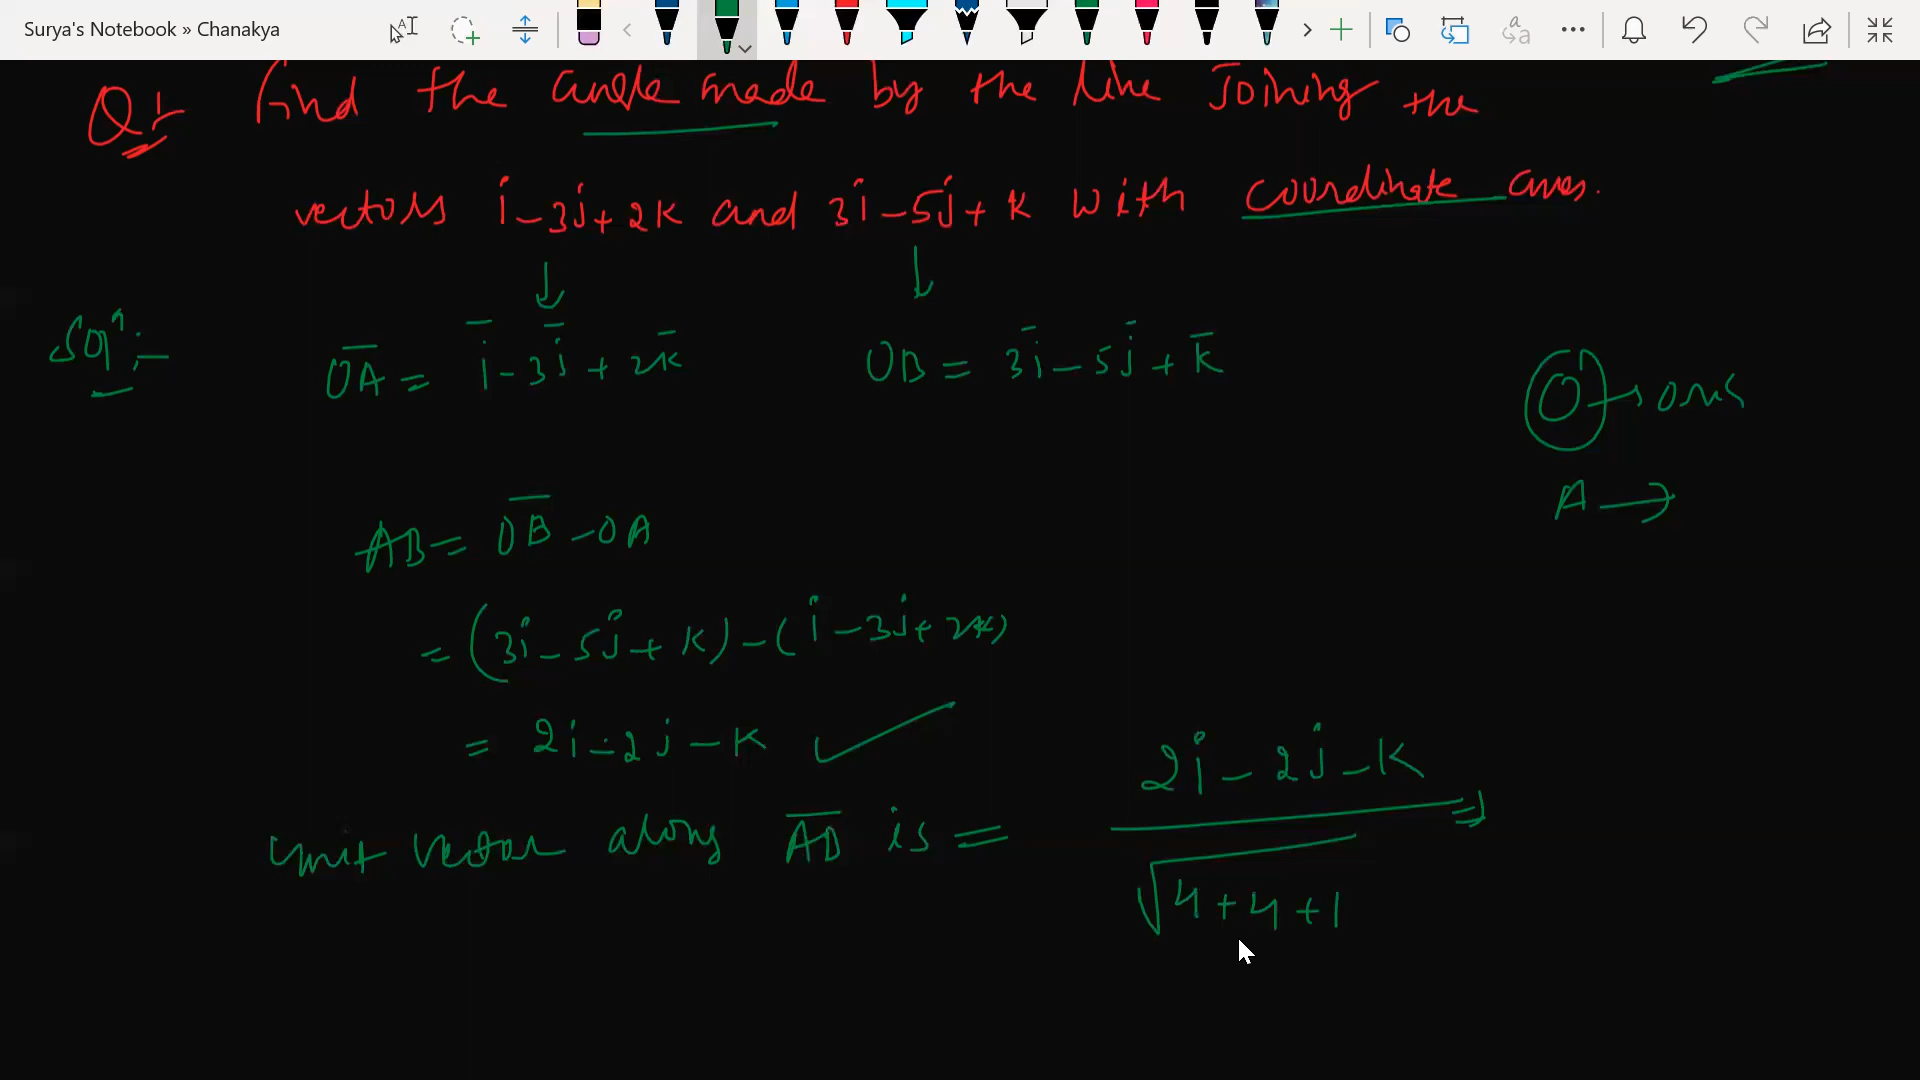 Surya's Notebook » Chanakya
Q:- Find the angle made by the line Joining the
vectors i - 3j + 2k and 3i - 5j + k with coordinate axes.
Solⁿ:-
OA = i - 3j + 2k
OB = 3i - 5j + k
O →
A →
AB = OB - OA
= (3i - 5j + k) - (i - 3j + 2k)
= 2i - 2j - k ✓
unit vector along AB is = 2i - 2j - k / √4 + 4 + 1 ⇒